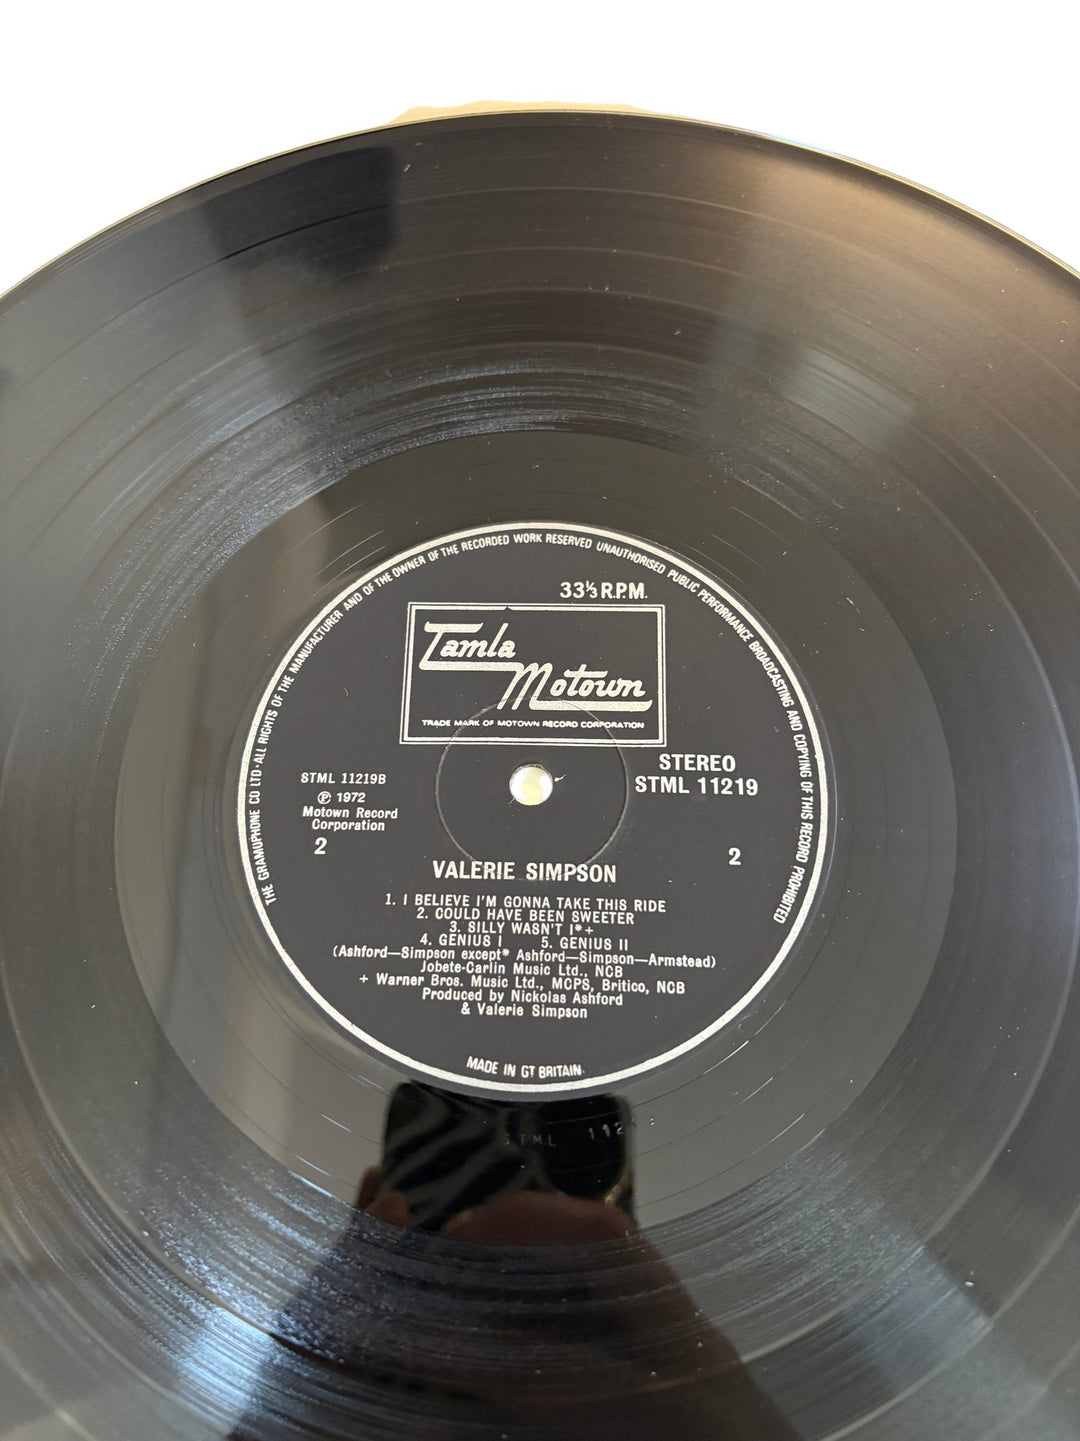 THE GRAMOPHONE CO LTD·ALL RIGHTS OF THE MANUFACTURER AND OF THE OWNER OF THE RECORDED WORK RESERVED UNAUTHORISED PUBLIC PERFORMANCE BROADCASTING AND COPYING OF THIS RECORD PROHIBITED
33⅓ R.P.M.
Tamla
Motown
TRADE MARK OF MOTOWN RECORD CORPORATION
STEREO
STML 11219
STML 11219B
℗ 1972
Motown Record
Corporation
2
2
VALERIE SIMPSON
1. I BELIEVE I'M GONNA TAKE THIS RIDE
2. COULD HAVE BEEN SWEETER
3. SILLY WASN'T I*+
4. GENIUS I 5. GENIUS II
(Ashford—Simpson except* Ashford—Simpson—Armstead)
Jobete-Carlin Music Ltd., NCB
+ Warner Bros. Music Ltd., MCPS, Britico, NCB
Produced by Nickolas Ashford
& Valerie Simpson
MADE IN GT BRITAIN
STML